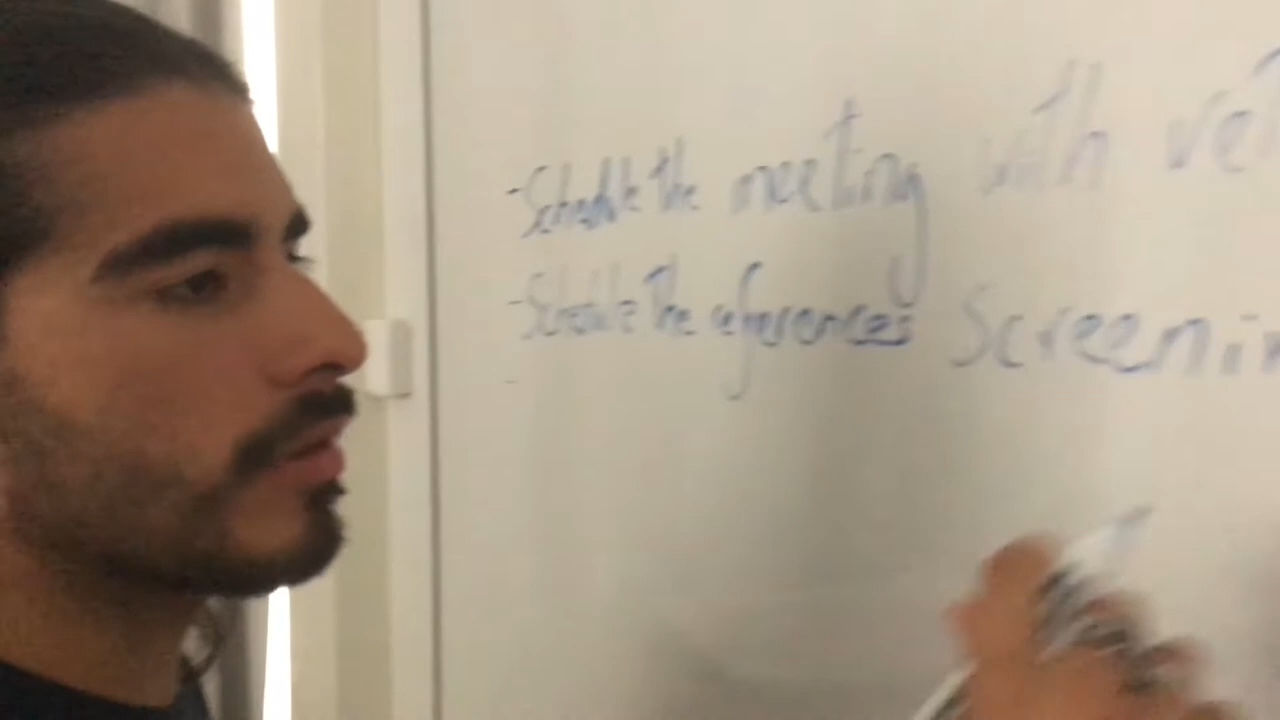 - Schedule the meeting with
- Schedule the references Screenin
-